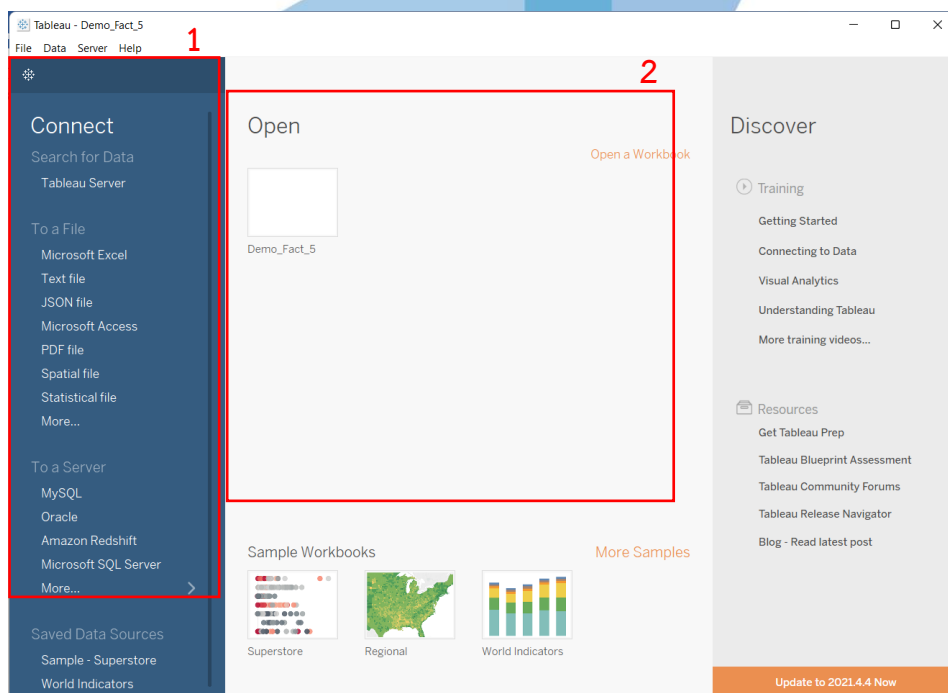 Tableau - Demo_Fact_5
File Data Server Help
1
2
Connect
Search for Data
Tableau Server
To a File
Microsoft Excel
Text file
JSON file
Microsoft Access
PDF file
Spatial file
Statistical file
More...
To a Server
MySQL
Oracle
Amazon Redshift
Microsoft SQL Server
More...
Saved Data Sources
Sample - Superstore
World Indicators
Open
Open a Workbook
Demo_Fact_5
Sample Workbooks
More Samples
Superstore
Regional
World Indicators
Discover
Training
Getting Started
Connecting to Data
Visual Analytics
Understanding Tableau
More training videos...
Resources
Get Tableau Prep
Tableau Blueprint Assessment
Tableau Community Forums
Tableau Release Navigator
Blog - Read latest post
Update to 2021.4.4 Now